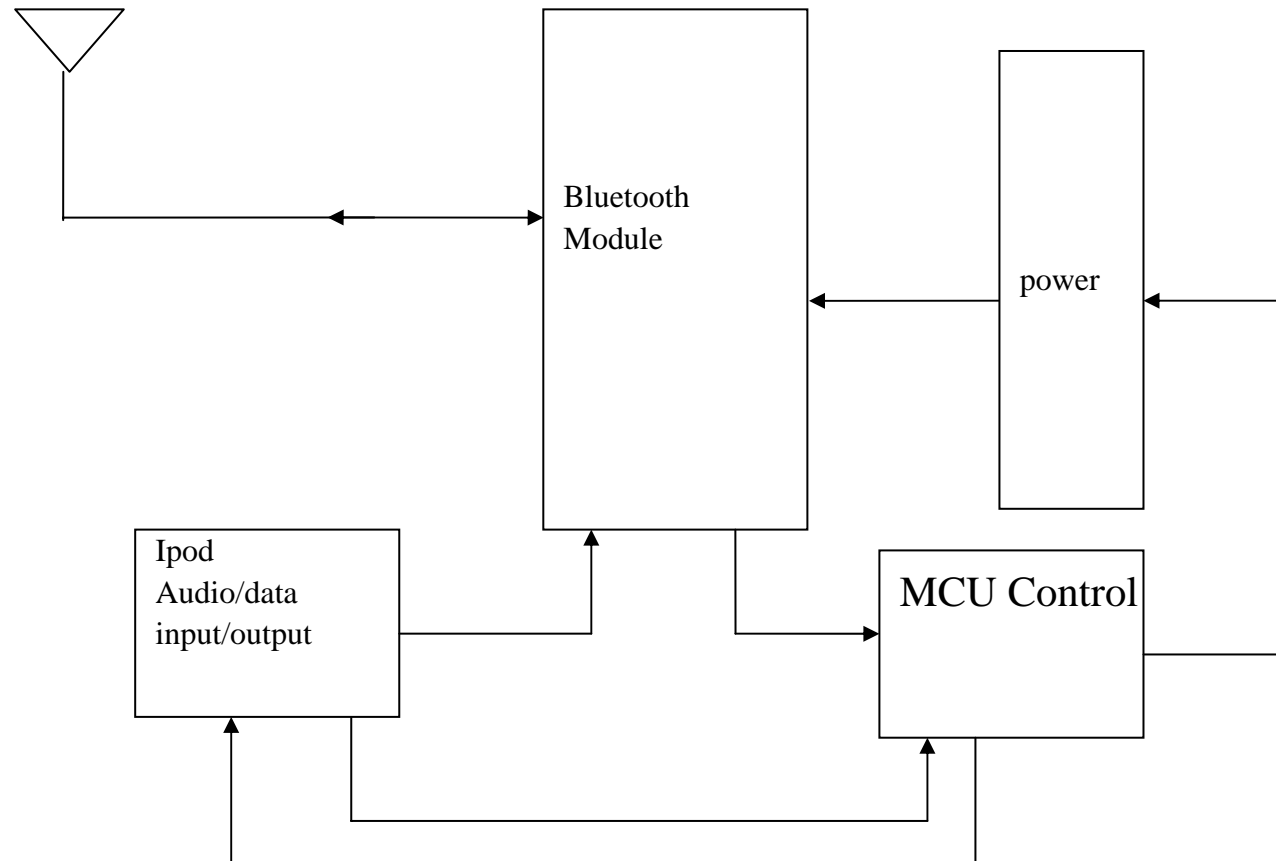 Bluetooth
Module
power
Ipod
Audio/data
input/output
MCU Control